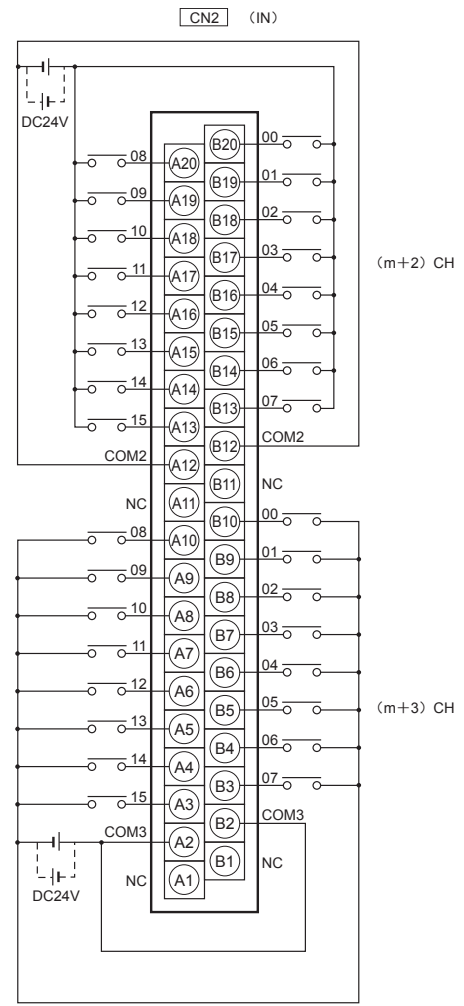 CN2 （IN）
DC24V
B20 00
08 A20
B19 01
09 A19
B18 02
10 A18
B17 03
（m＋2）CH
11 A17
B16 04
12 A16
B15 05
13 A15
B14 06
14 A14
B13 07
15 A13
B12 COM2
COM2 A12
B11 NC
NC A11
B10 00
08 A10
B9 01
09 A9
B8 02
10 A8
B7 03
11 A7
B6 04
12 A6
B5 05
（m＋3）CH
13 A5
B4 06
14 A4
B3 07
15 A3
B2 COM3
COM3 A2
B1 NC
NC A1
DC24V